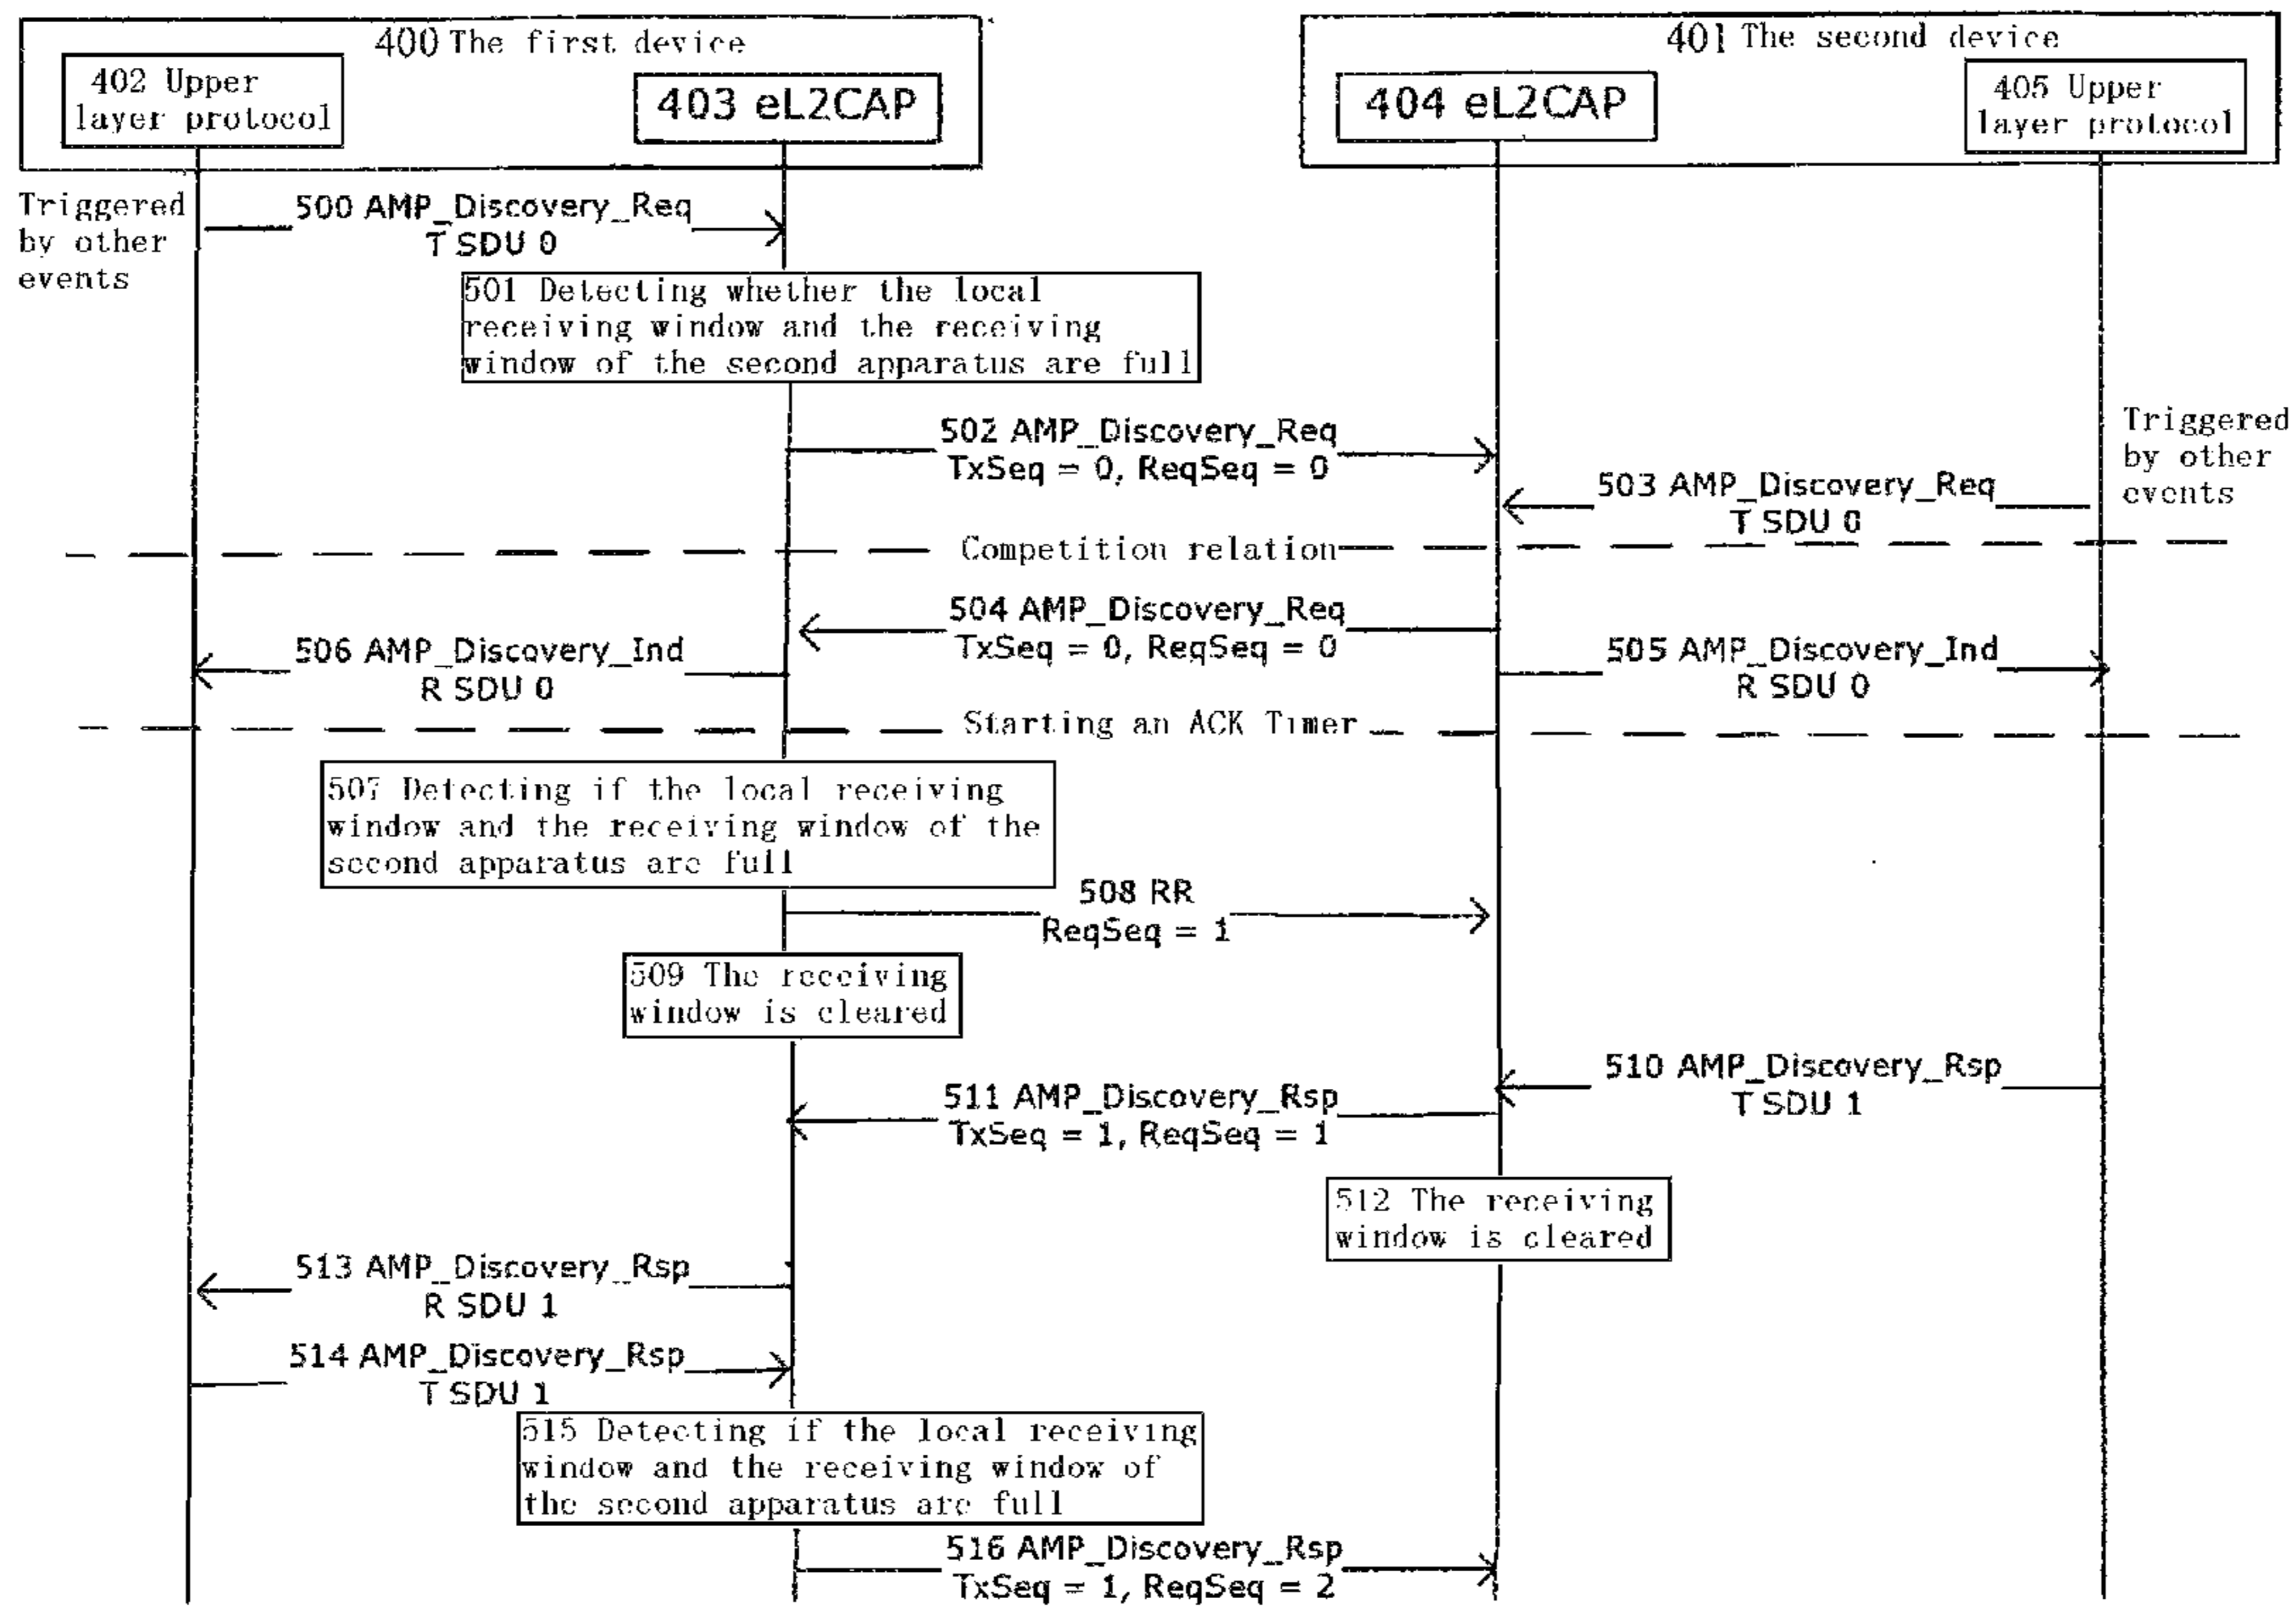 400 The first device
402 Upper
layer protocol
403 eL2CAP
401 The second device
404 eL2CAP
405 Upper
layer protocol
Triggered
by other
events
500 AMP_Discovery_Req
T SDU 0
501 Detecting whether the local
receiving window and the receiving
window of the second apparatus are full
502 AMP_Discovery_Req
TxSeq = 0, ReqSeq = 0
Triggered
by other
events
503 AMP_Discovery_Req
T SDU 0
Competition relation
504 AMP_Discovery_Req
TxSeq = 0, ReqSeq = 0
506 AMP_Discovery_Ind
R SDU 0
505 AMP_Discovery_Ind
R SDU 0
Starting an ACK Timer
507 Detecting if the local receiving
window and the receiving window of the
second apparatus are full
508 RR
ReqSeq = 1
509 The receiving
window is cleared
510 AMP_Discovery_Rsp
T SDU 1
511 AMP_Discovery_Rsp
TxSeq = 1, ReqSeq = 1
512 The receiving
window is cleared
513 AMP_Discovery_Rsp
R SDU 1
514 AMP_Discovery_Rsp
T SDU 1
515 Detecting if the local receiving
window and the receiving window of
the second apparatus are full
516 AMP_Discovery_Rsp
TxSeq = 1, ReqSeq = 2